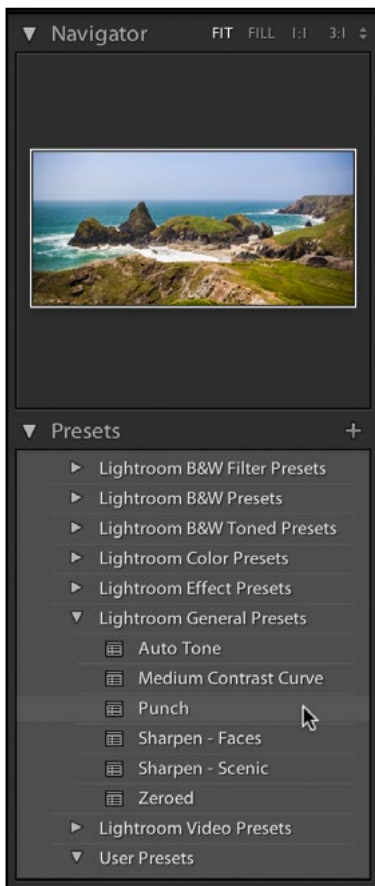 Navigator FIT FILL 1:1 3:1
Presets +
Lightroom B&W Filter Presets
Lightroom B&W Presets
Lightroom B&W Toned Presets
Lightroom Color Presets
Lightroom Effect Presets
Lightroom General Presets
Auto Tone
Medium Contrast Curve
Punch
Sharpen - Faces
Sharpen - Scenic
Zeroed
Lightroom Video Presets
User Presets